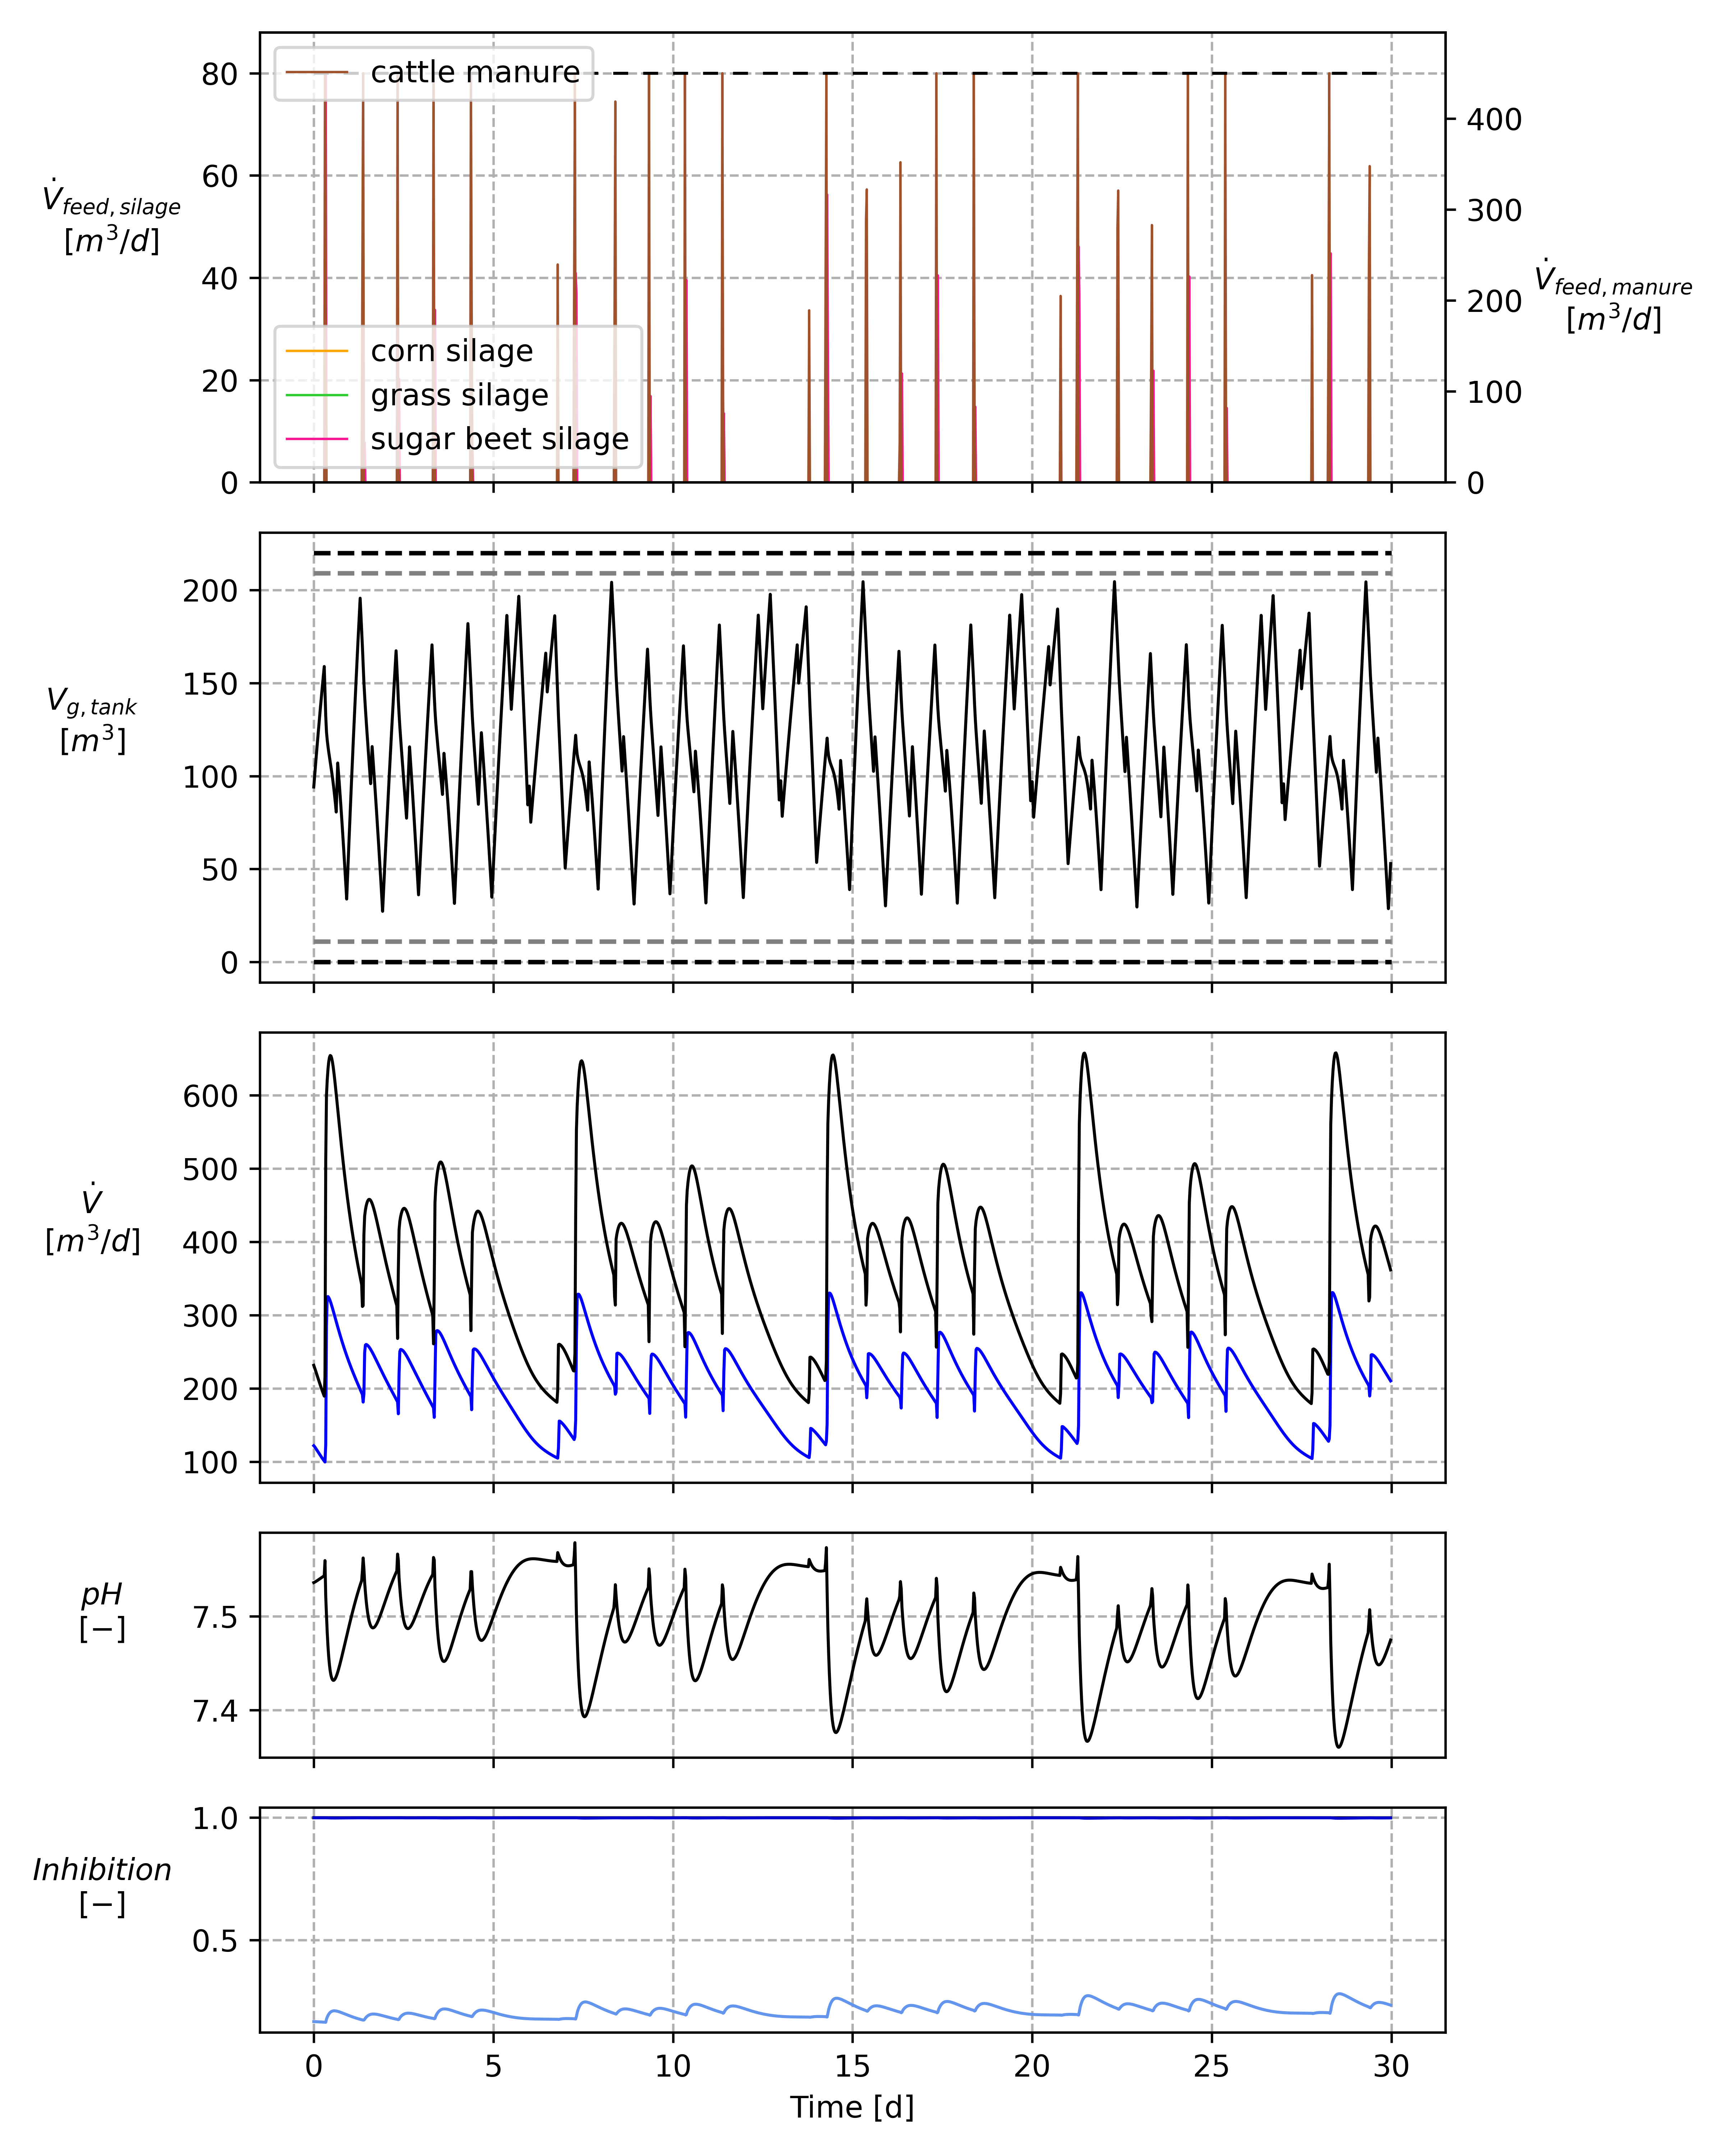 cattle manure
80
60
40
20
0
V̇feed,silage
[m³/d]
corn silage
grass silage
sugar beet silage
400
300
200
100
0
V̇feed,manure
[m³/d]
200
150
100
50
0
Vg,tank
[m³]
600
500
400
300
200
100
V̇
[m³/d]
7.5
7.4
pH
[−]
1.0
0.5
Inhibition
[−]
0 5 10 15 20 25 30
Time [d]